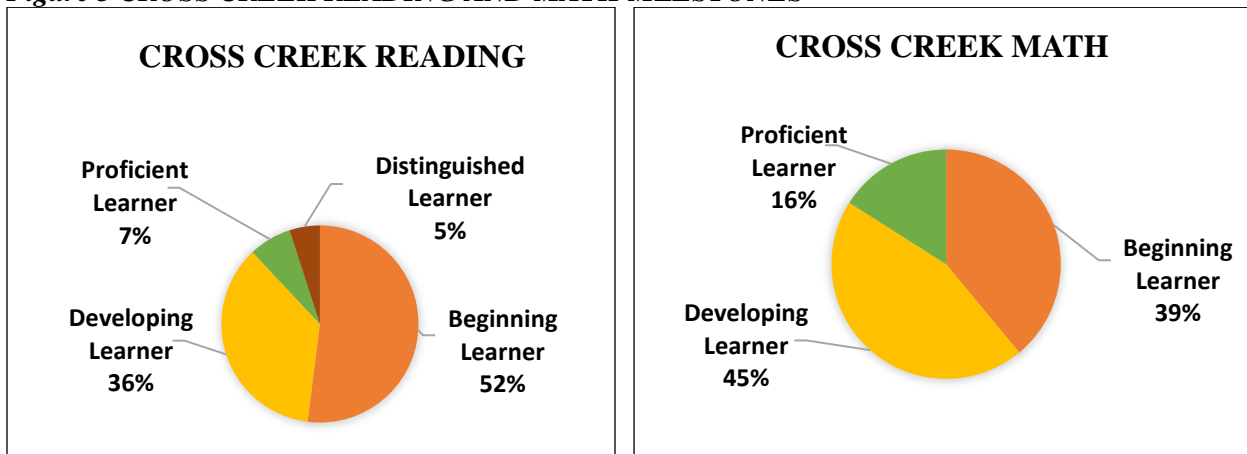 CROSS CREEK READING
Proficient
Learner
7%
Distinguished
Learner
5%
Developing
Learner
36%
Beginning
Learner
52%
CROSS CREEK MATH
Proficient
Learner
16%
Beginning
Learner
39%
Developing
Learner
45%